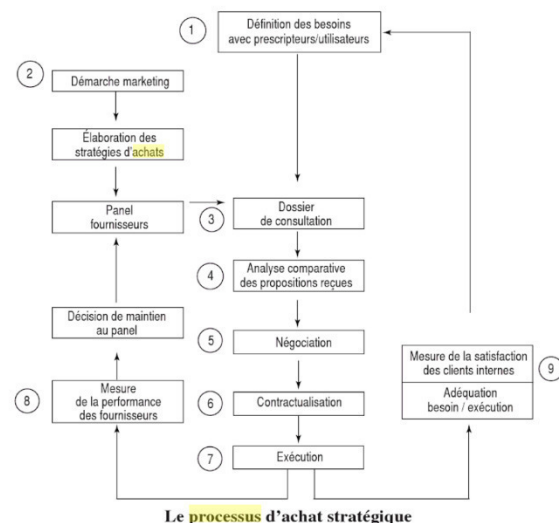 1
Définition des besoins
avec prescripteurs/utilisateurs
2
Démarche marketing
Élaboration des
stratégies d'achats
Panel
fournisseurs
3
Dossier
de consultation
4
Analyse comparative
des propositions reçues
Décision de maintien
au panel
5
Négociation
Mesure de la satisfaction
des clients internes
9
Adéquation
besoin / exécution
8
Mesure
de la performance
des fournisseurs
6
Contractualisation
7
Exécution
Le processus d'achat stratégique